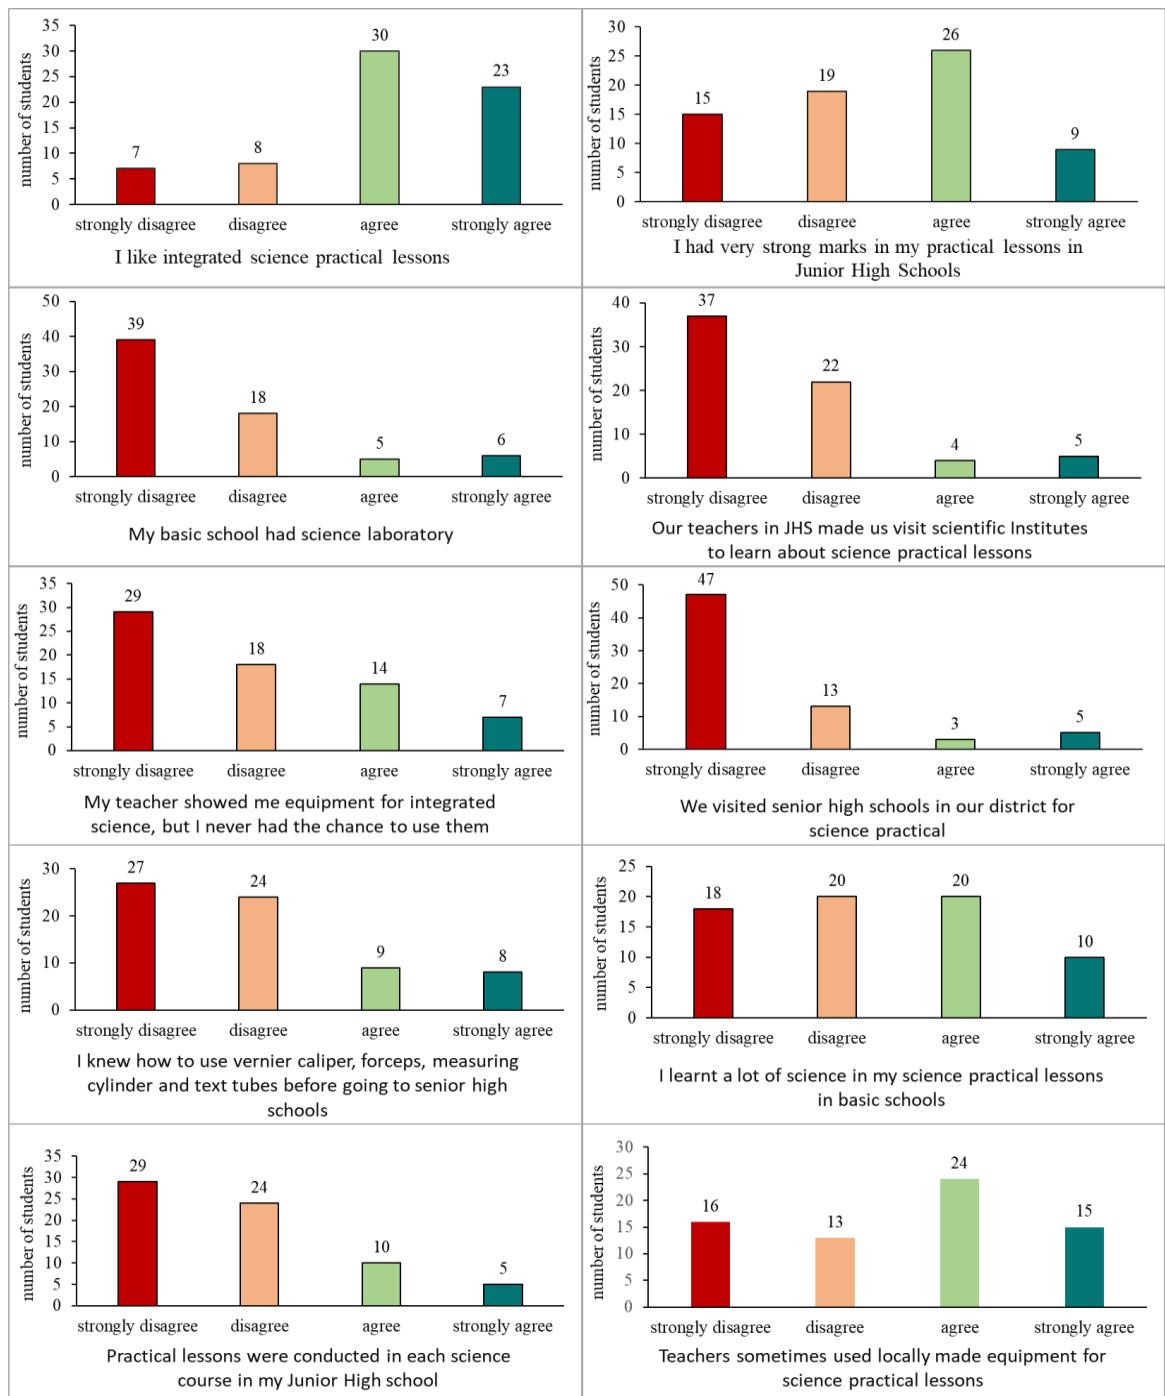 number of students
35
30
25
20
15
10
5
0
7
8
30
23
strongly disagree
disagree
agree
strongly agree
I like integrated science practical lessons
number of students
30
25
20
15
10
5
0
15
19
26
9
strongly disagree
disagree
agree
strongly agree
I had very strong marks in my practical lessons in
Junior High Schools
number of students
50
40
30
20
10
0
39
18
5
6
strongly disagree
disagree
agree
strongly agree
My basic school had science laboratory
number of students
40
30
20
10
0
37
22
4
5
strongly disagree
disagree
agree
strongly agree
Our teachers in JHS made us visit scientific Institutes
to learn about science practical lessons
number of students
35
30
25
20
15
10
5
0
29
18
14
7
strongly disagree
disagree
agree
strongly agree
My teacher showed me equipment for integrated
science, but I never had the chance to use them
number of students
50
40
30
20
10
0
47
13
3
5
strongly disagree
disagree
agree
strongly agree
We visited senior high schools in our district for
science practical
number of students
30
20
10
0
27
24
9
8
strongly disagree
disagree
agree
strongly agree
I knew how to use vernier caliper, forceps, measuring
cylinder and text tubes before going to senior high
schools
number of students
25
20
15
10
5
0
18
20
20
10
strongly disagree
disagree
agree
strongly agree
I learnt a lot of science in my science practical lessons
in basic schools
number of students
35
30
25
20
15
10
5
0
29
24
10
5
strongly disagree
disagree
agree
strongly agree
Practical lessons were conducted in each science
course in my Junior High school
number of students
30
25
20
15
10
5
0
16
13
24
15
strongly disagree
disagree
agree
strongly agree
Teachers sometimes used locally made equipment for
science practical lessons